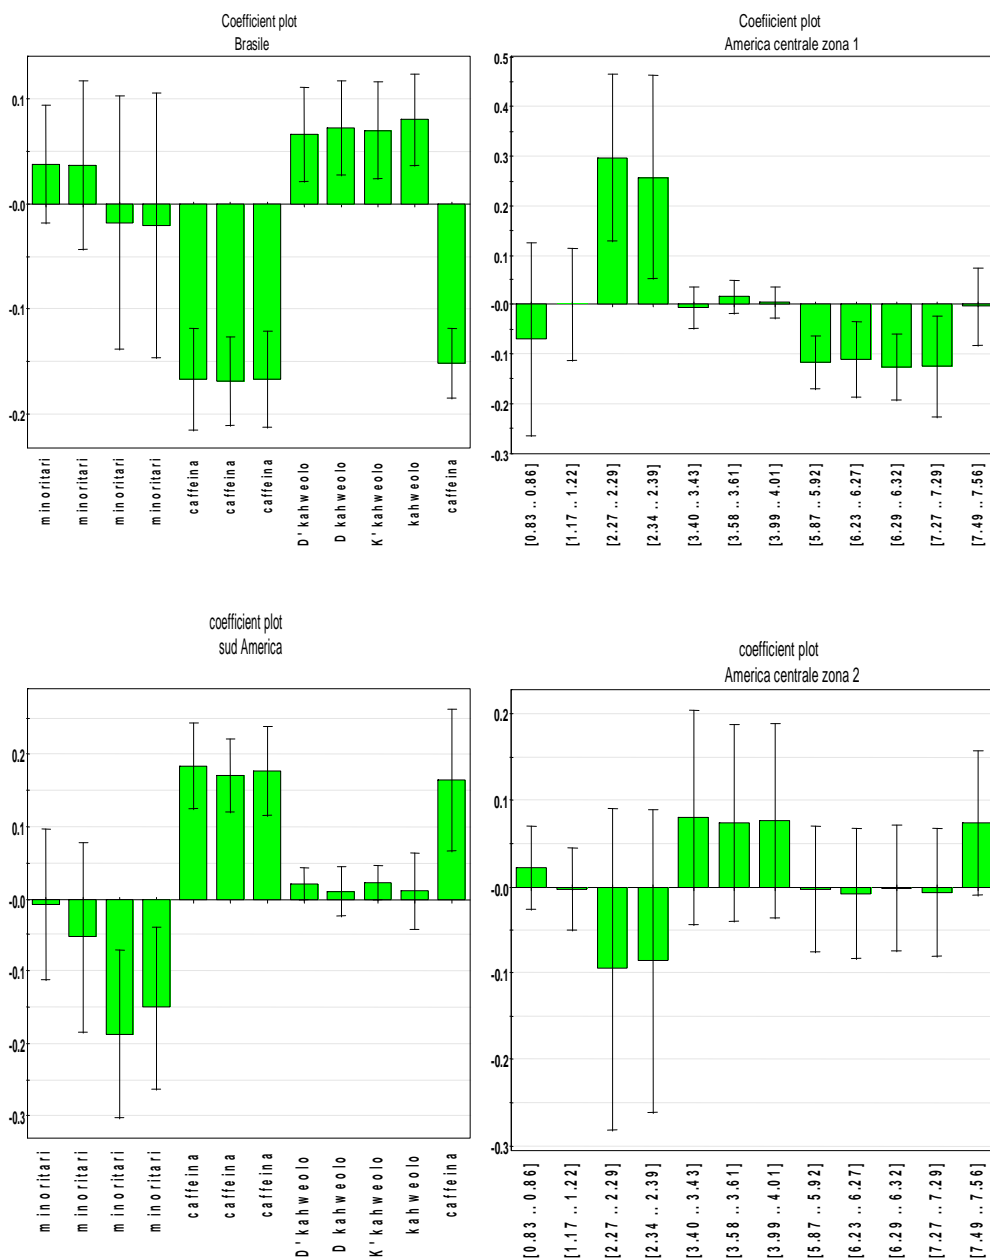 Coefficient plot
Brasile
0.1
-0.0
-0.1
-0.2
minoritari
minoritari
minoritari
minoritari
caffeina
caffeina
caffeina
D' kahweolo
D kahweolo
K' kahweolo
kahweolo
caffeina
Coefficient plot
America centrale zona 1
0.5
0.4
0.3
0.2
0.1
-0.0
-0.1
-0.2
-0.3
[0.83 .. 0.86]
[1.17 .. 1.22]
[2.27 .. 2.29]
[2.34 .. 2.39]
[3.40 .. 3.43]
[3.58 .. 3.61]
[3.99 .. 4.01]
[5.87 .. 5.92]
[6.23 .. 6.27]
[6.29 .. 6.32]
[7.27 .. 7.29]
[7.49 .. 7.56]
coefficient plot
sud America
0.2
0.1
-0.0
-0.1
-0.2
-0.3
minoritari
minoritari
minoritari
minoritari
caffeina
caffeina
caffeina
D' kahweolo
D kahweolo
K' kahweolo
kahweolo
caffeina
coefficient plot
America centrale zona 2
0.2
0.1
-0.0
-0.1
-0.2
-0.3
[0.83 .. 0.86]
[1.17 .. 1.22]
[2.27 .. 2.29]
[2.34 .. 2.39]
[3.40 .. 3.43]
[3.58 .. 3.61]
[3.99 .. 4.01]
[5.87 .. 5.92]
[6.23 .. 6.27]
[6.29 .. 6.32]
[7.27 .. 7.29]
[7.49 .. 7.56]